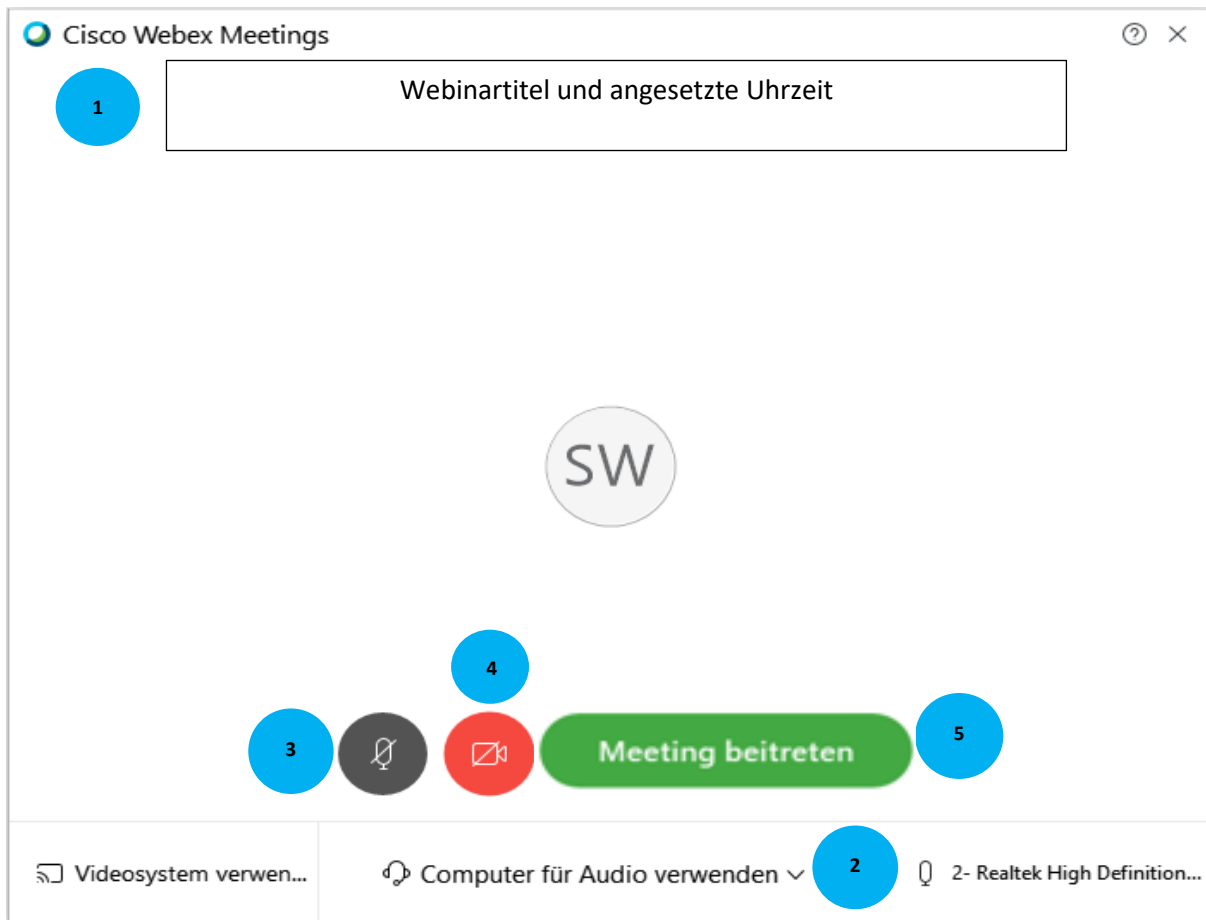 Cisco Webex Meetings
1
Webinartitel und angesetzte Uhrzeit
SW
4
3
Meeting beitreten
5
Videosystem verwen...
Computer für Audio verwenden
2
2- Realtek High Definition...